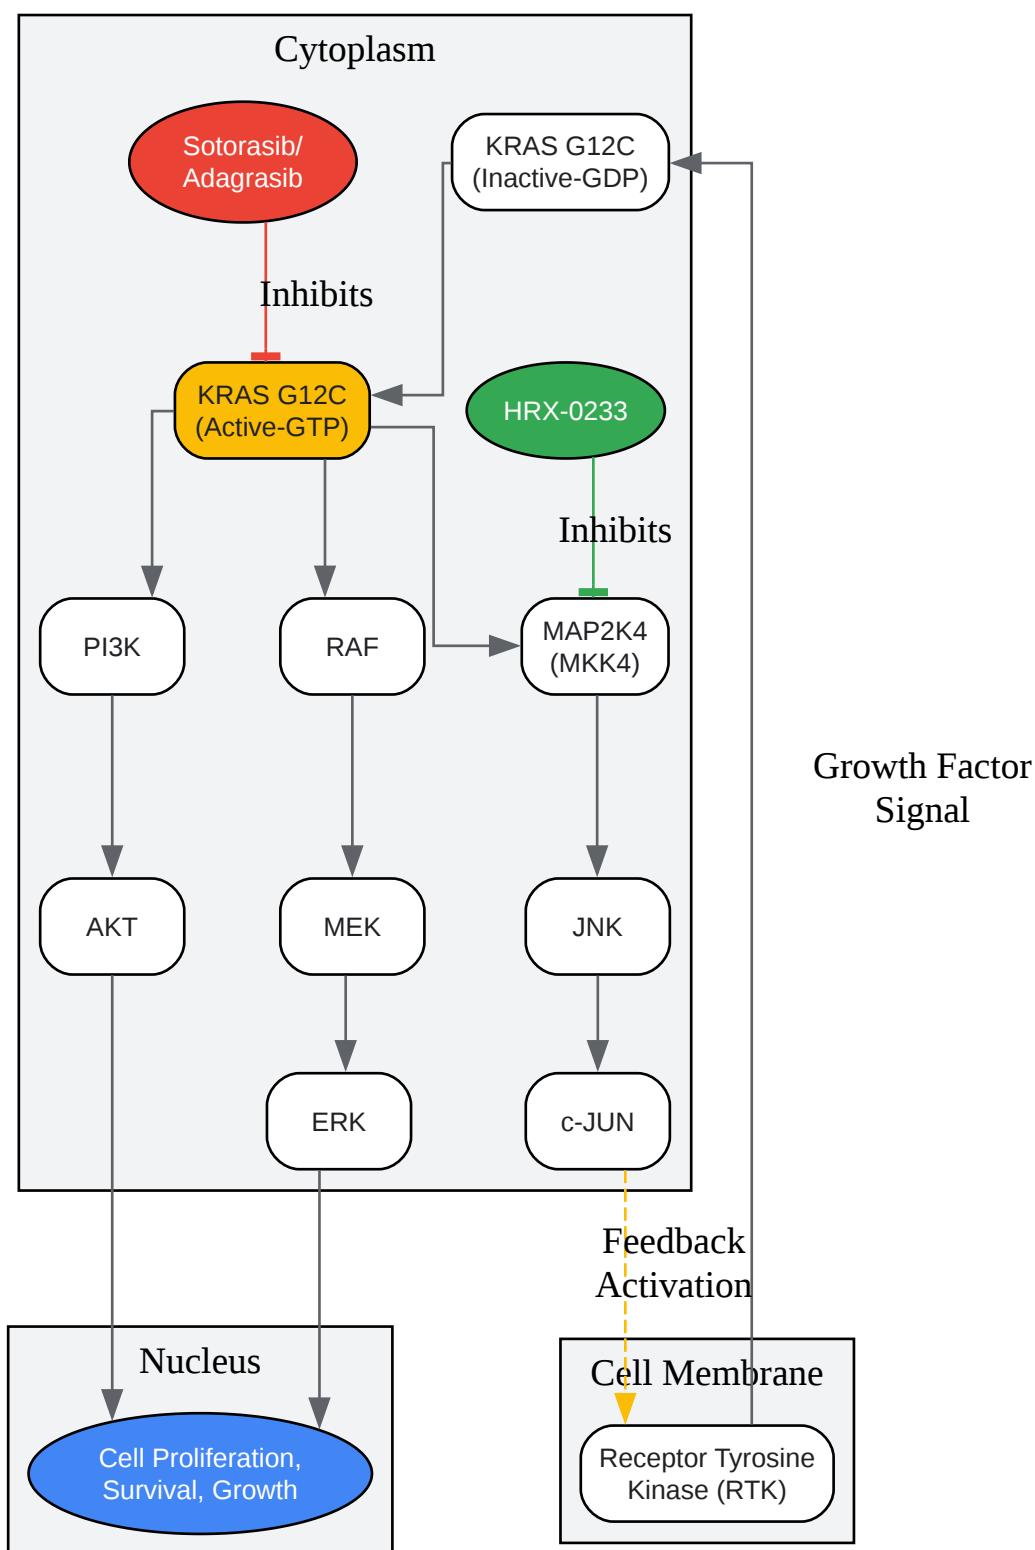 Cytoplasm
Sotorasib/
Adagrasib
KRAS G12C
(Inactive-GDP)
Inhibits
KRAS G12C
(Active-GTP)
HRX-0233
Inhibits
PI3K
RAF
MAP2K4
(MKK4)
Growth Factor
Signal
AKT
MEK
JNK
ERK
c-JUN
Feedback
Activation
Nucleus
Cell Membrane
Cell Proliferation,
Survival, Growth
Receptor Tyrosine
Kinase (RTK)